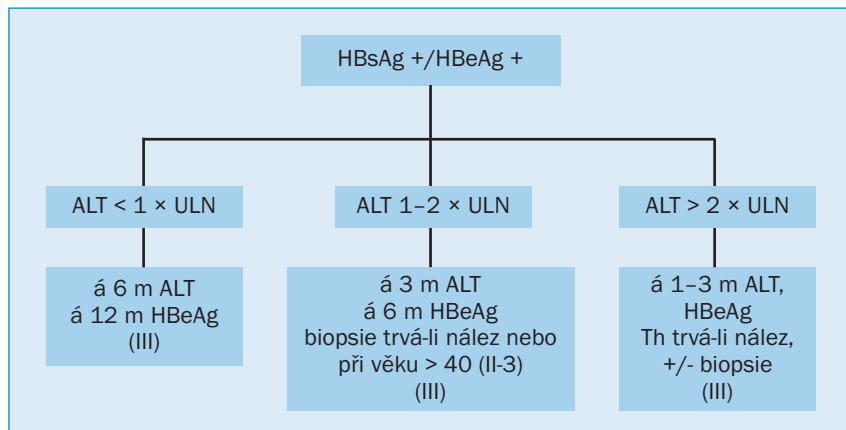 HBsAg +/HBeAg +
ALT < 1 × ULN
ALT 1–2 × ULN
ALT > 2 × ULN
á 6 m ALT
á 12 m HBeAg
(III)
á 3 m ALT
á 6 m HBeAg
biopsie trvá-li nález nebo
při věku > 40 (II-3)
(III)
á 1–3 m ALT,
HBeAg
Th trvá-li nález,
+/- biopsie
(III)